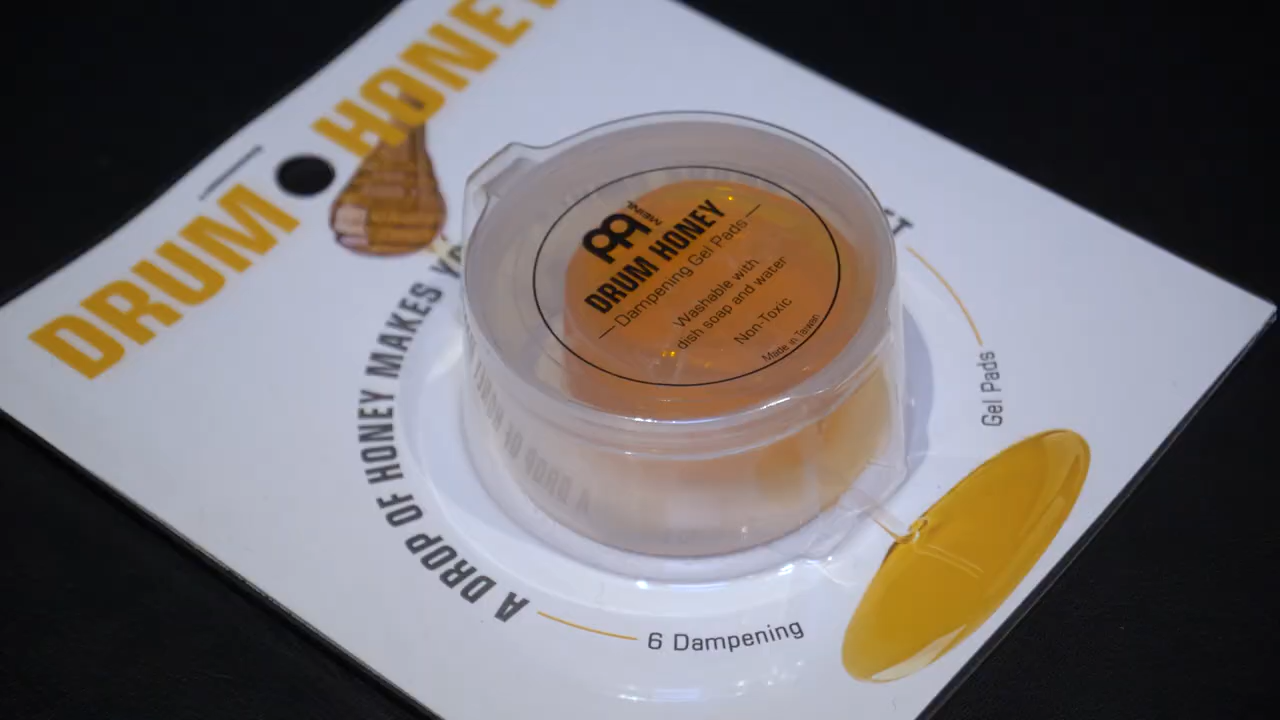 DRUM HONEY
MEINL
DRUM HONEY
Dampening Gel Pads
Washable with
dish soap and water
Non-Toxic
Made in Taiwan
A DROP OF HONEY MAKES
6 Dampening
Gel Pads